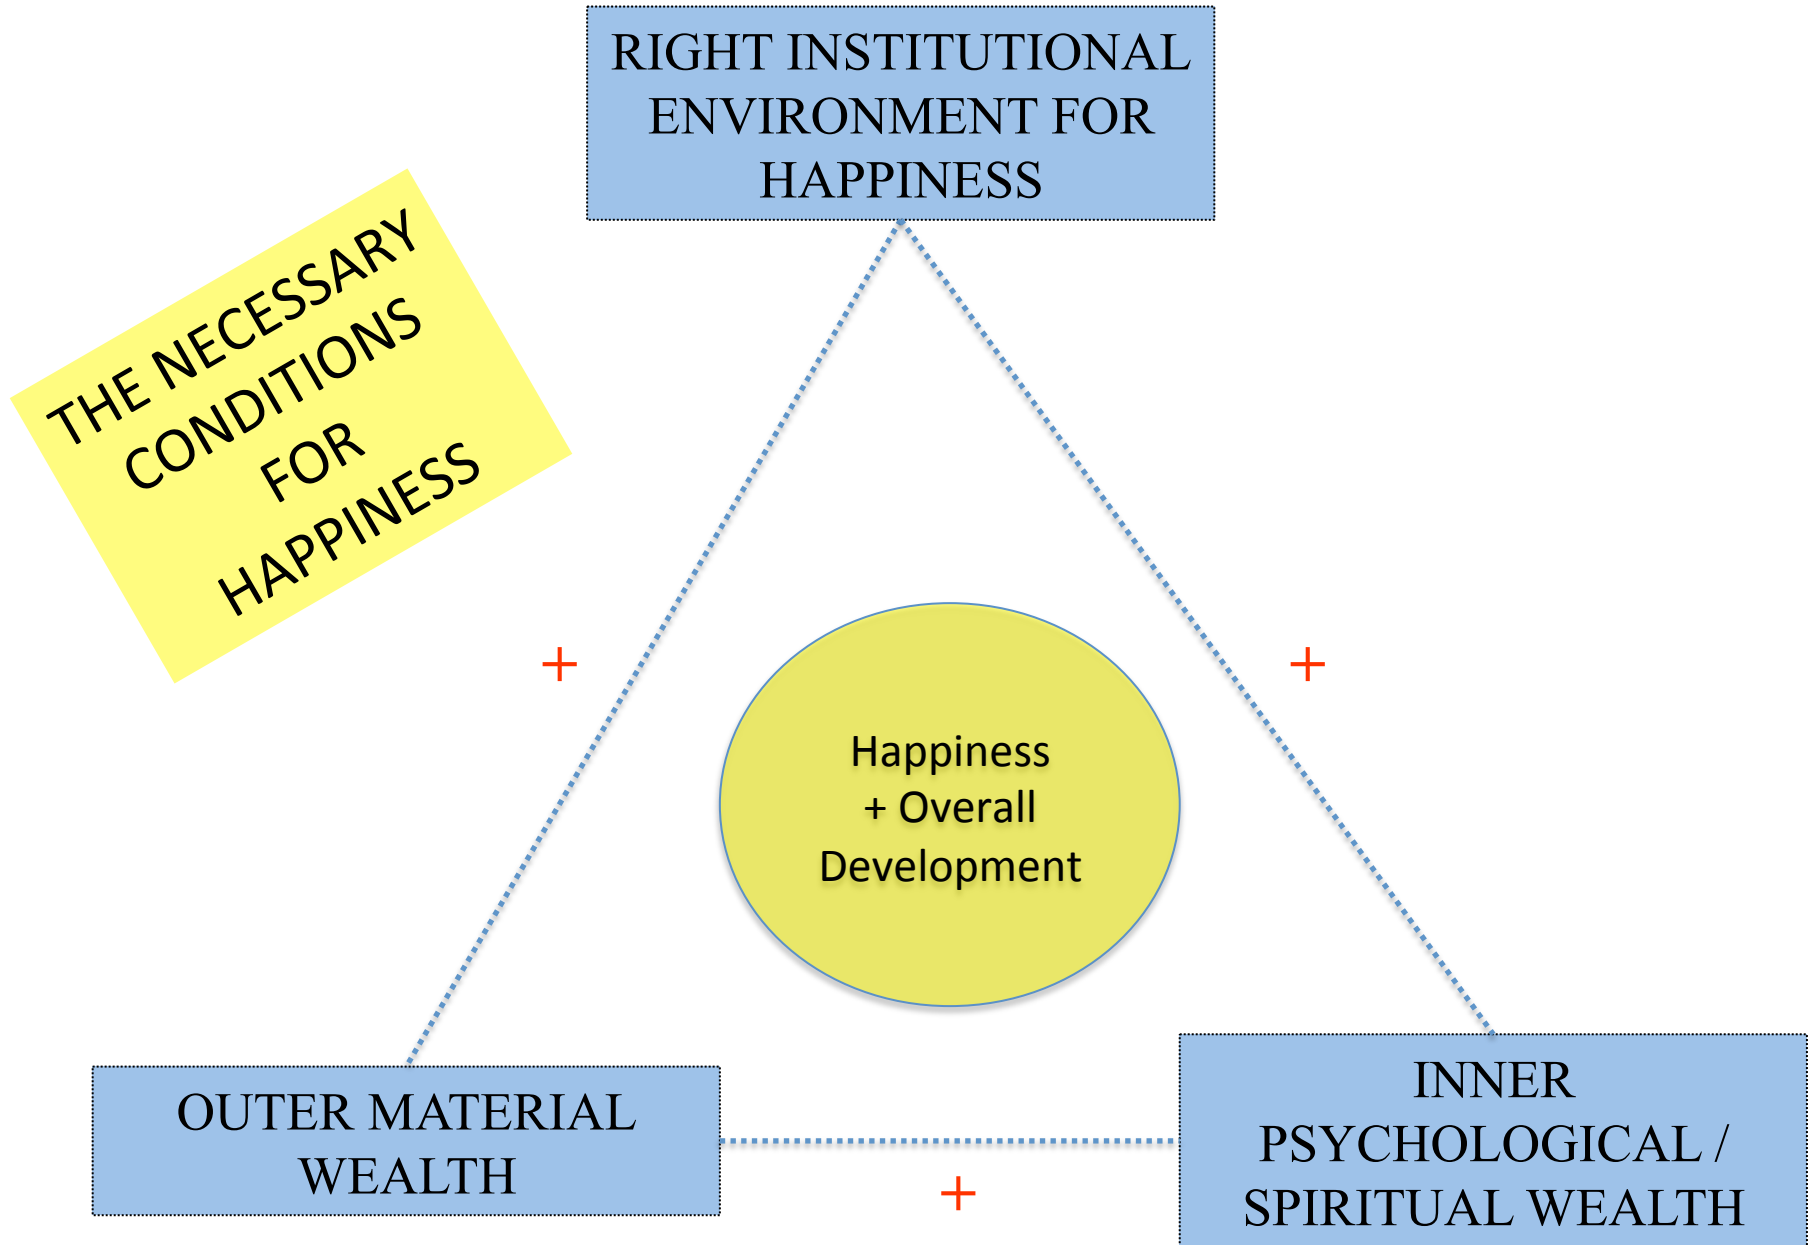 RIGHT INSTITUTIONAL
ENVIRONMENT FOR
HAPPINESS
THE NECESSARY
CONDITIONS
FOR
HAPPINESS
+
+
Happiness
+ Overall
Development
OUTER MATERIAL
WEALTH
+
INNER
PSYCHOLOGICAL /
SPIRITUAL WEALTH